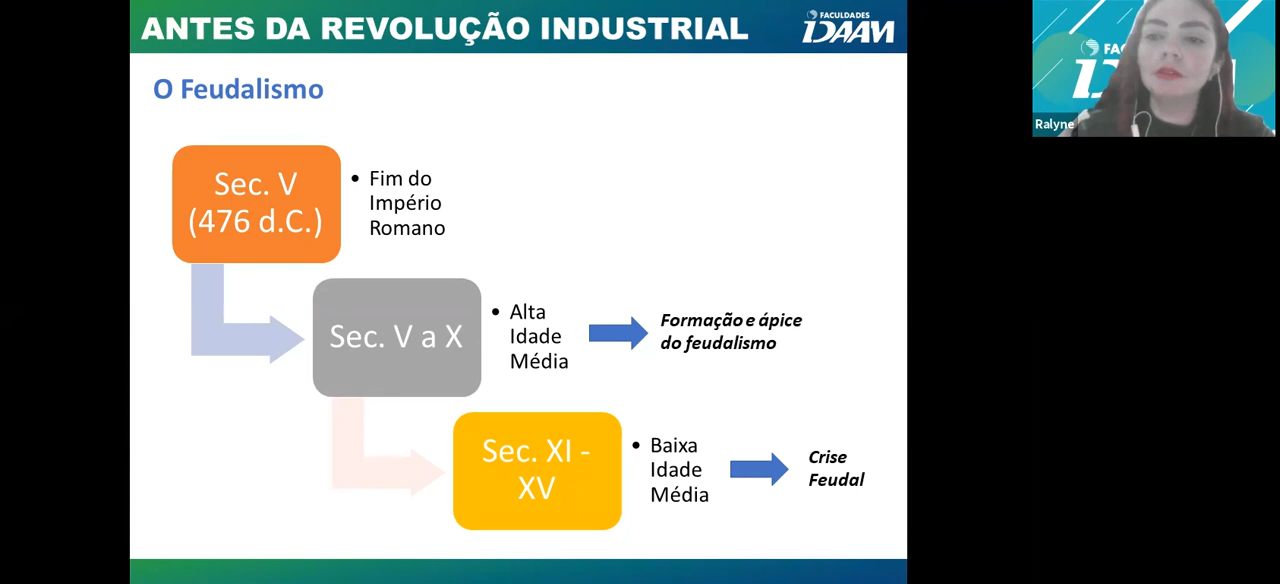 ANTES DA REVOLUÇÃO INDUSTRIAL
FACULDADES
IDAAM
O Feudalismo
Sec. V
(476 d.C.)
• Fim do
Império
Romano
Sec. V a X
• Alta
Idade
Média
Formação e ápice
do feudalismo
Sec. XI -
XV
• Baixa
Idade
Média
Crise
Feudal
FA
Ralyne